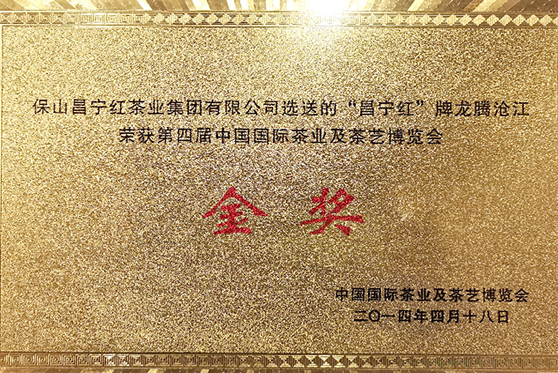 保山昌宁红茶业集团有限公司选送的“昌宁红”牌龙腾沧江
荣获第四届中国国际茶业及茶艺博览会
金奖
中国国际茶业及茶艺博览会
二〇一四年四月十八日